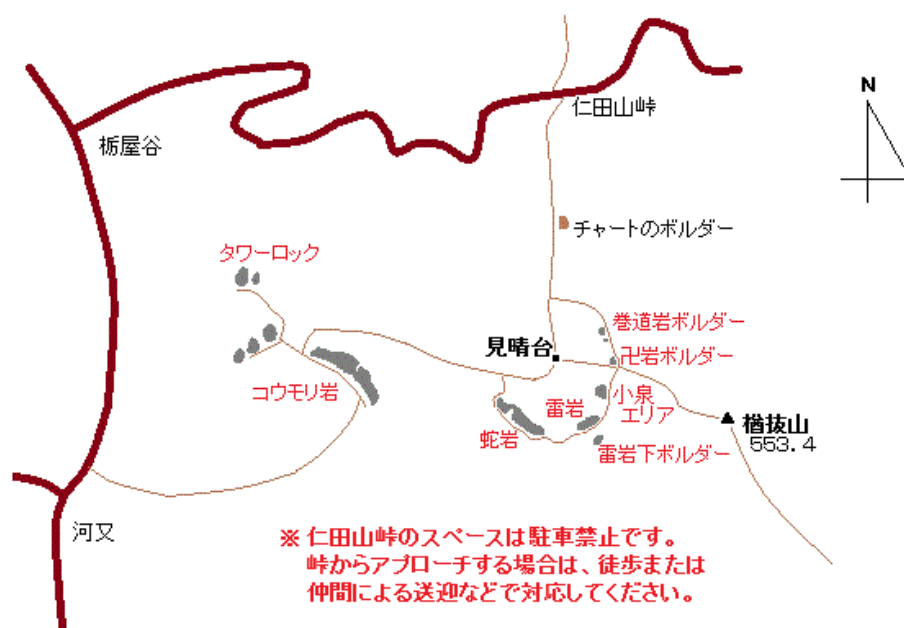 仁田山峠
N
栃屋谷
チャートのボルダー
タワーロック
巻道岩ボルダー
見晴台
卍岩ボルダー
コウモリ岩
小泉
エリア
雷岩
楢抜山
553.4
蛇岩
雷岩下ボルダー
河又
※ 仁田山峠のスペースは駐車禁止です。
峠からアプローチする場合は、徒歩または
仲間による送迎などで対応してください。